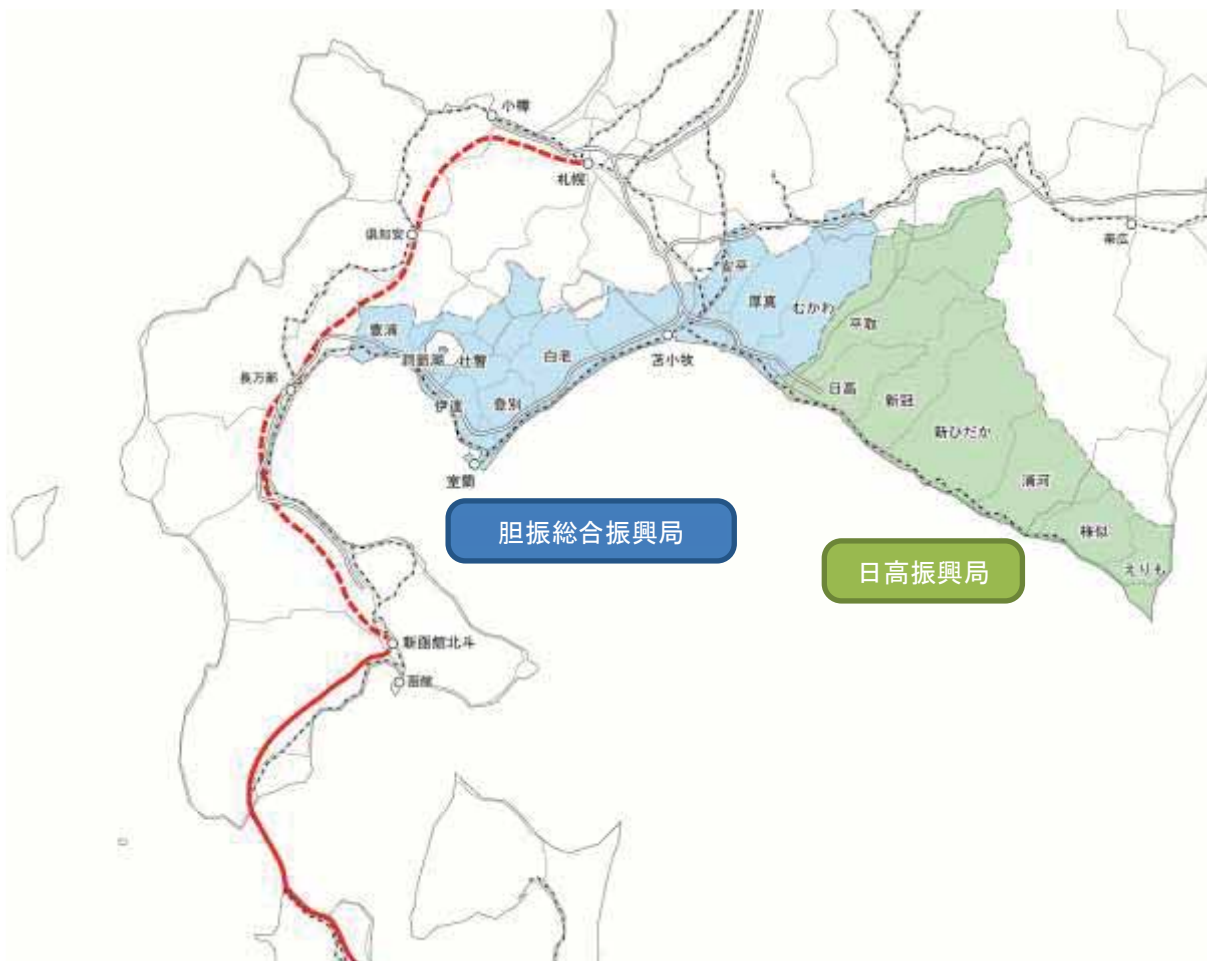 小樽
札幌
倶知安
帯広
安平
厚真
むかわ
平取
豊浦
洞爺湖
壮瞥
白老
苫小牧
長万部
伊達
登別
日高
新冠
新ひだか
室蘭
浦河
様似
えりも
胆振総合振興局
日高振興局
新函館北斗
函館